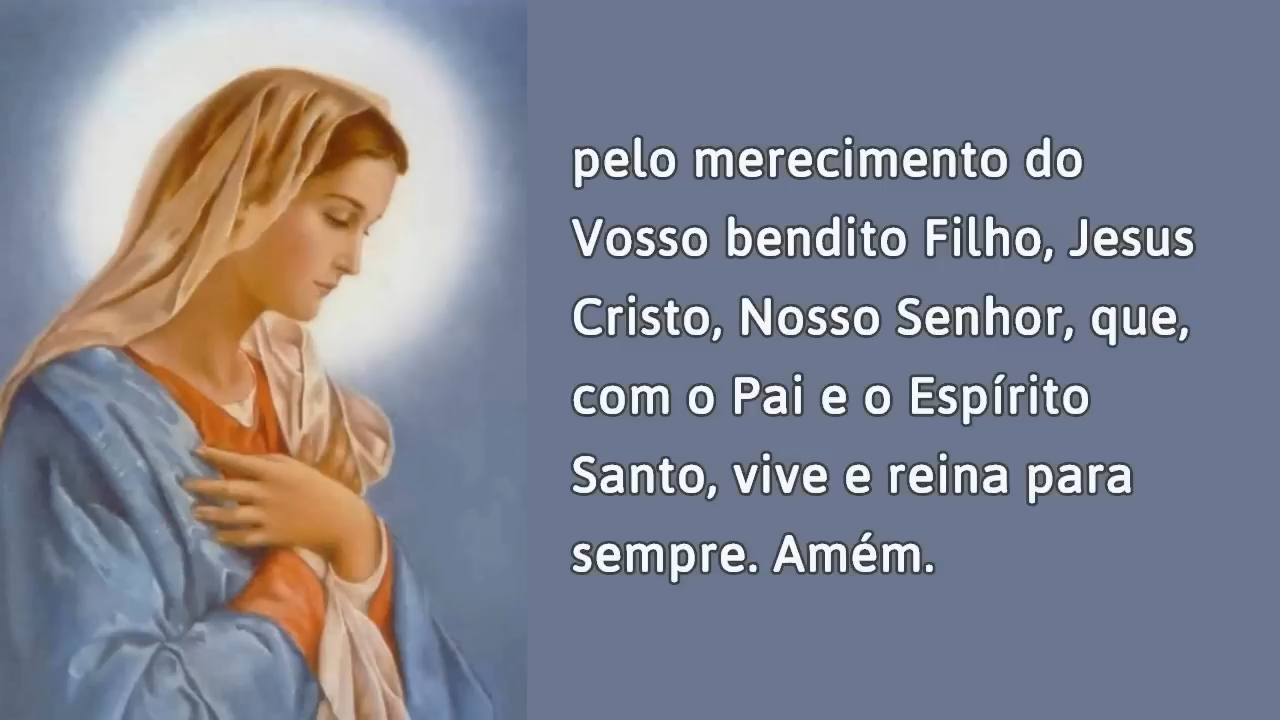 pelo merecimento do
Vosso bendito Filho, Jesus
Cristo, Nosso Senhor, que,
com o Pai e o Espírito
Santo, vive e reina para
sempre. Amém.